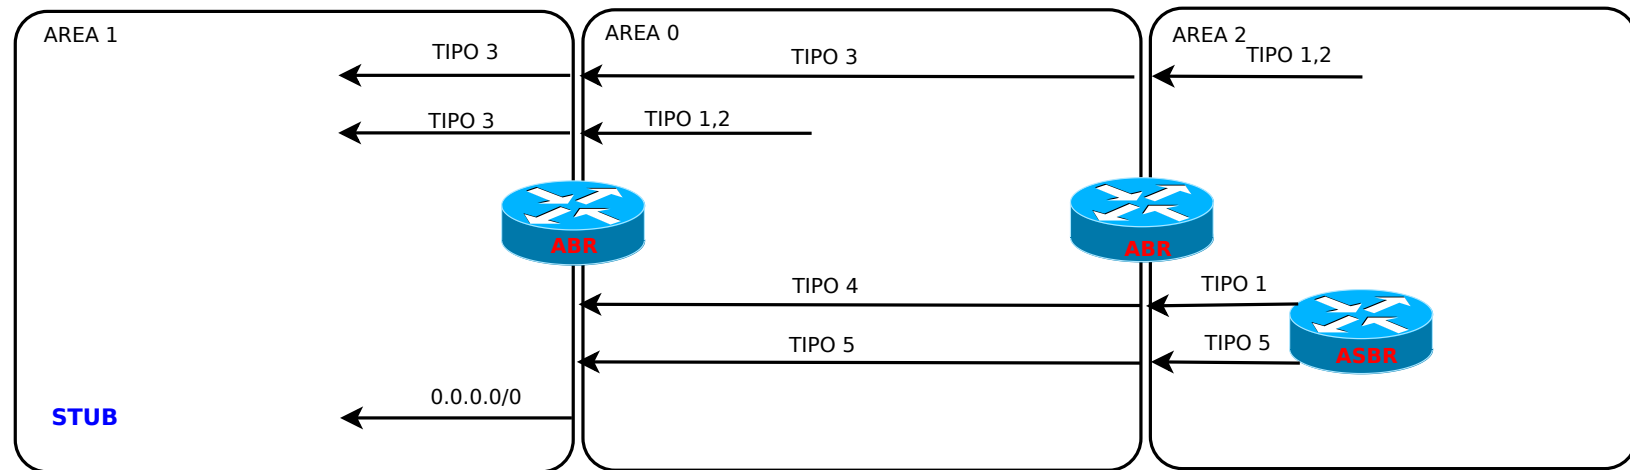 AREA 1
AREA 0
AREA 2
TIPO 3
TIPO 3
TIPO 1,2
TIPO 3
TIPO 1,2
ABR
ABR
TIPO 4
TIPO 1
TIPO 5
TIPO 5
ASBR
0.0.0.0/0
STUB